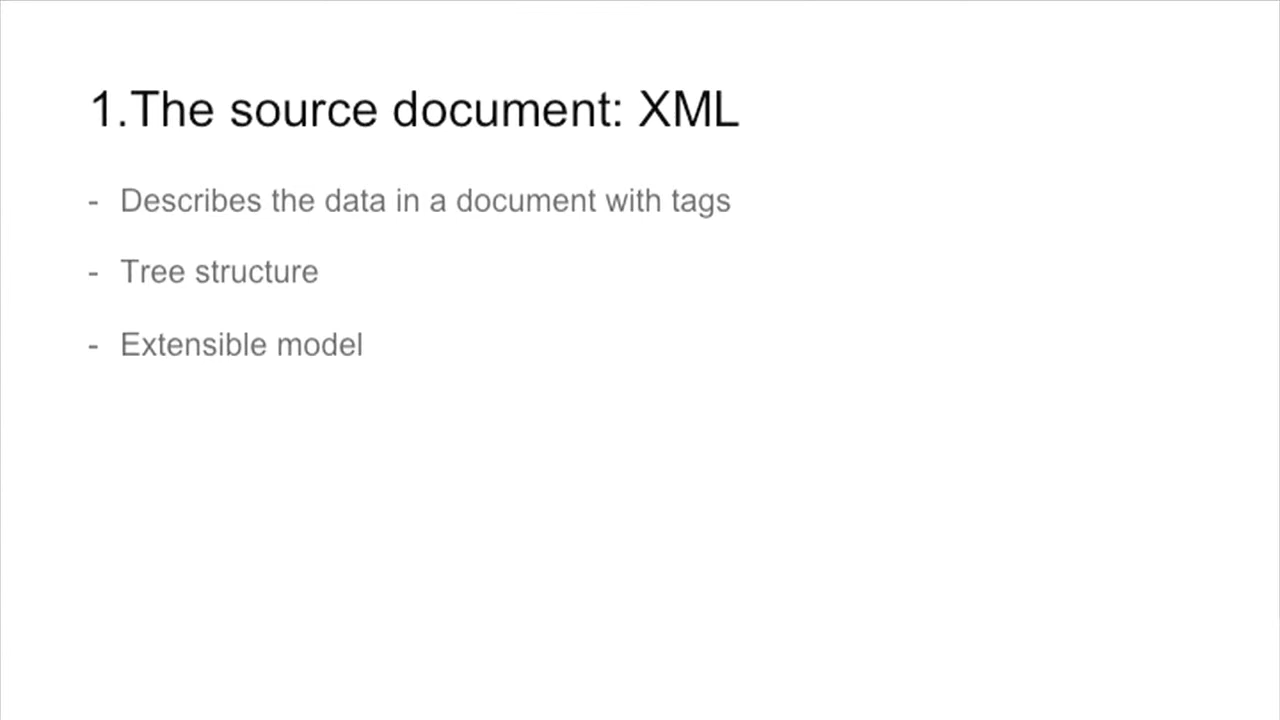 1.The source document: XML
- Describes the data in a document with tags
- Tree structure
- Extensible model